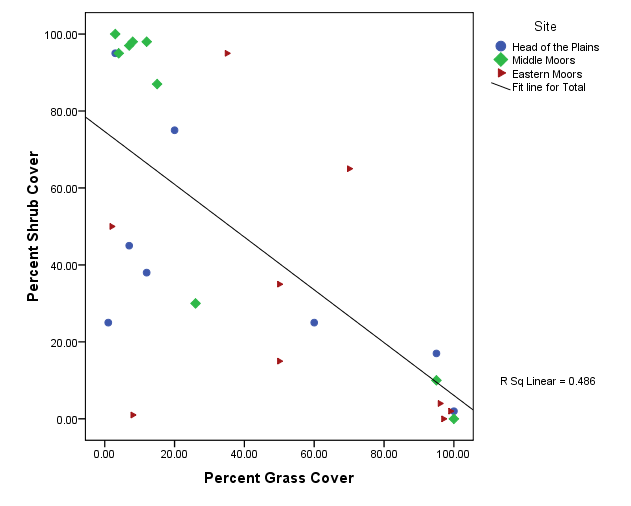 Site
Head of the Plains
Middle Moors
Eastern Moors
Fit line for Total
100.00
80.00
60.00
40.00
20.00
0.00
Percent Shrub Cover
R Sq Linear = 0.486
0.00 20.00 40.00 60.00 80.00 100.00
Percent Grass Cover